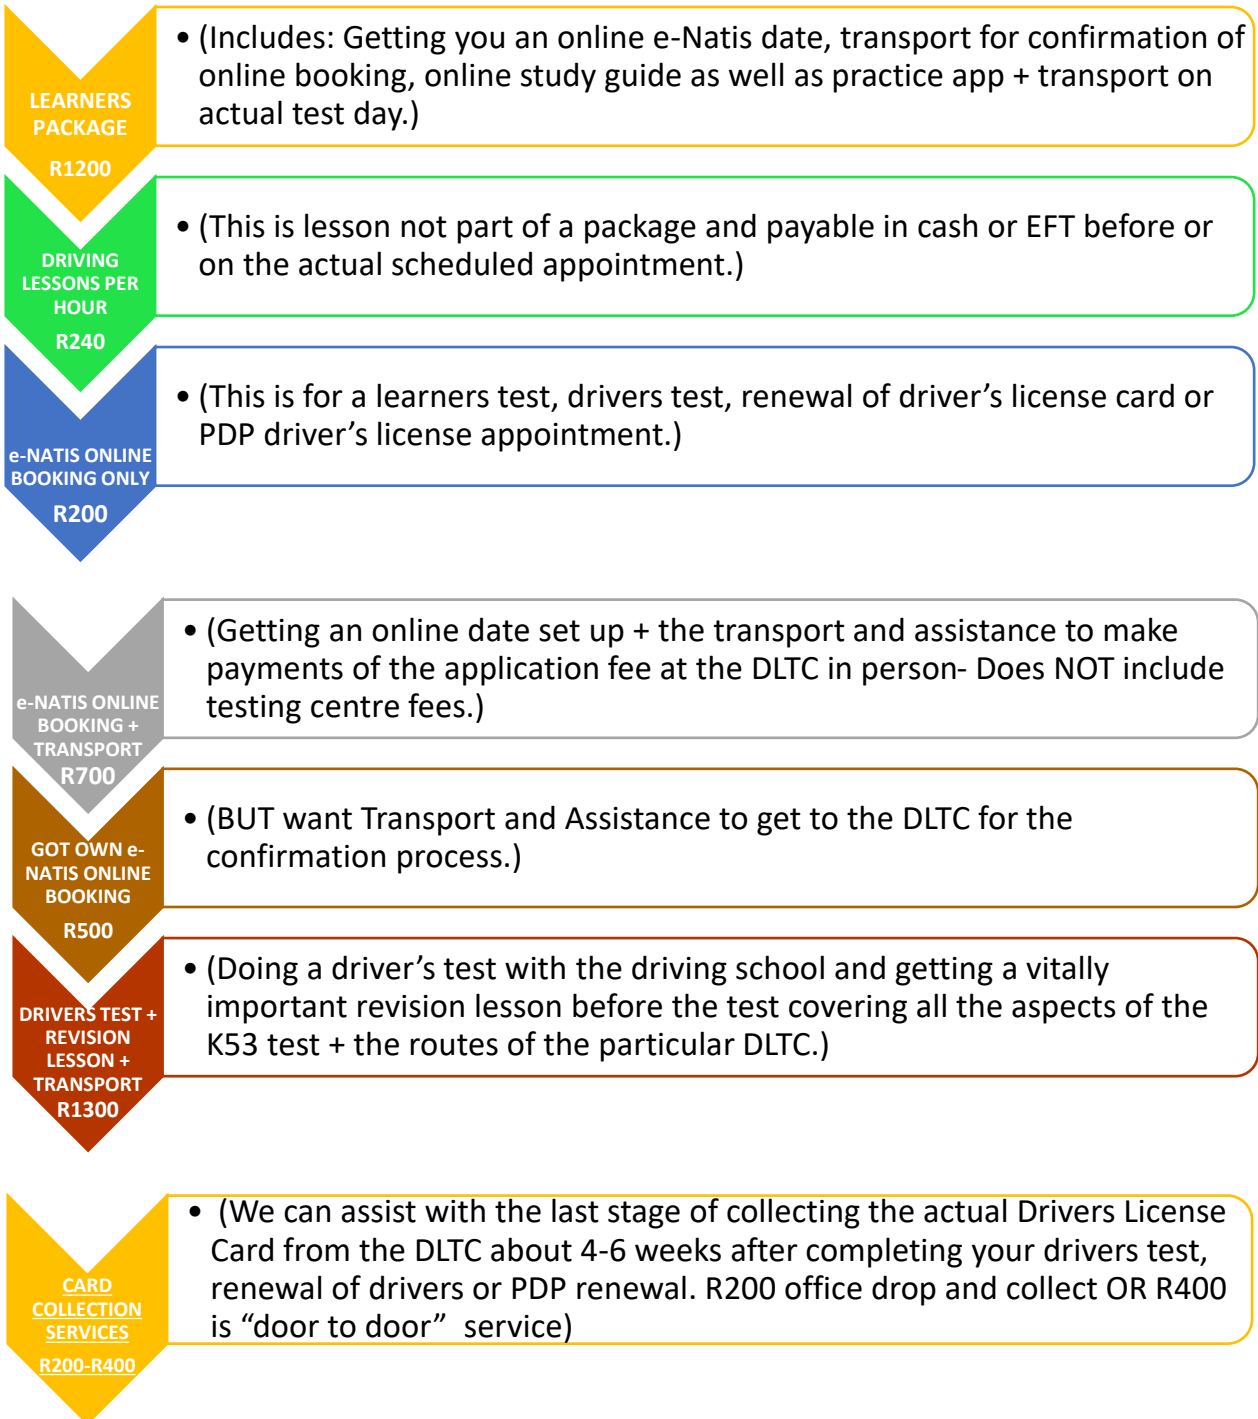 LEARNERS
PACKAGE
R1200
• (Includes: Getting you an online e-Natis date, transport for confirmation of
online booking, online study guide as well as practice app + transport on
actual test day.)
DRIVING
LESSONS PER
HOUR
R240
• (This is lesson not part of a package and payable in cash or EFT before or
on the actual scheduled appointment.)
e-NATIS ONLINE
BOOKING ONLY
R200
• (This is for a learners test, drivers test, renewal of driver’s license card or
PDP driver’s license appointment.)
e-NATIS ONLINE
BOOKING +
TRANSPORT
R700
• (Getting an online date set up + the transport and assistance to make
payments of the application fee at the DLTC in person- Does NOT include
testing centre fees.)
GOT OWN e-
NATIS ONLINE
BOOKING
R500
• (BUT want Transport and Assistance to get to the DLTC for the
confirmation process.)
DRIVERS TEST +
REVISION
LESSON +
TRANSPORT
R1300
• (Doing a driver’s test with the driving school and getting a vitally
important revision lesson before the test covering all the aspects of the
K53 test + the routes of the particular DLTC.)
CARD
COLLECTION
SERVICES
R200-R400
• (We can assist with the last stage of collecting the actual Drivers License
Card from the DLTC about 4-6 weeks after completing your drivers test,
renewal of drivers or PDP renewal. R200 office drop and collect OR R400
is “door to door” service)